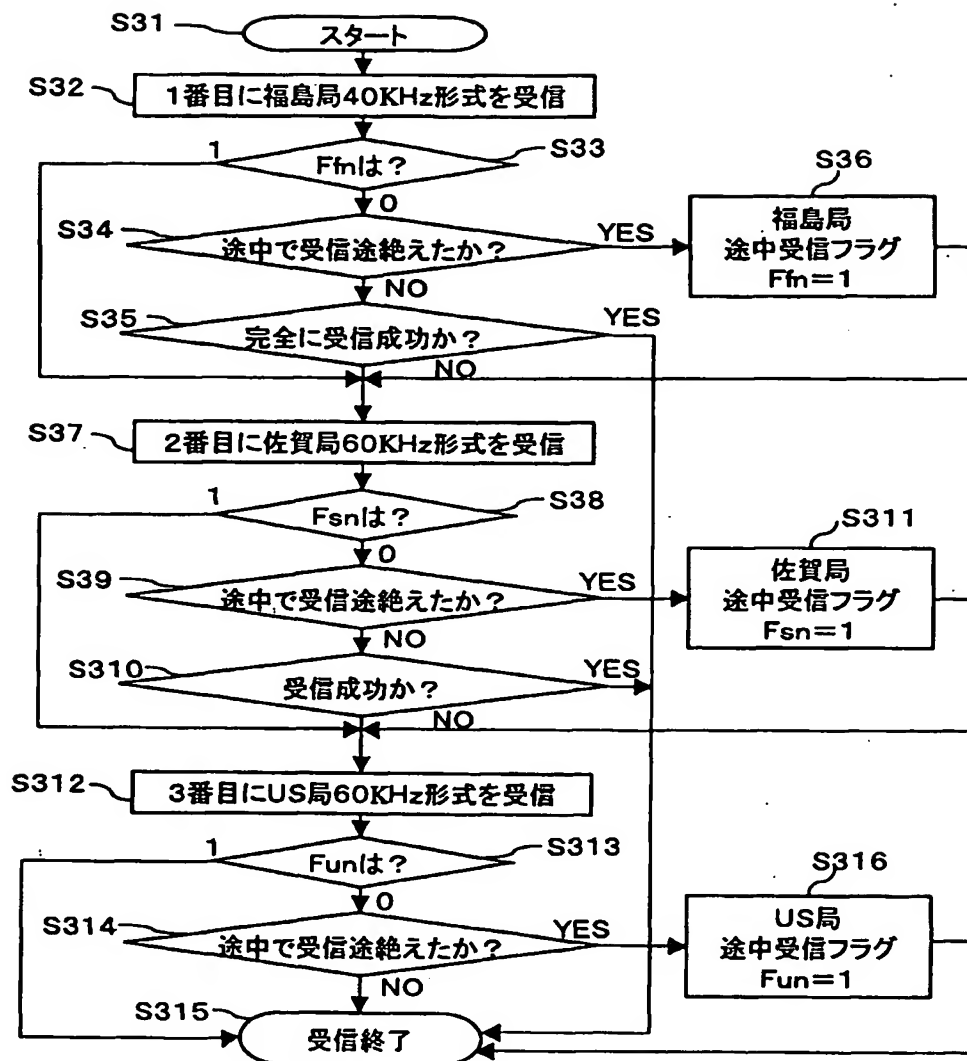 S31
スタート
S32
1番目に福島局40KHz形式を受信
1
Ffnは?
S33
0
S34
途中で受信途絶えたか?
YES
S36
福島局
途中受信フラグ
Ffn=1
NO
S35
完全に受信成功か?
YES
NO
S37
2番目に佐賀局60KHz形式を受信
1
Fsnは?
S38
0
S39
途中で受信途絶えたか?
YES
S311
佐賀局
途中受信フラグ
Fsn=1
NO
S310
受信成功か?
YES
NO
S312
3番目にUS局60KHz形式を受信
1
Funは?
S313
0
S314
途中で受信途絶えたか?
YES
S316
US局
途中受信フラグ
Fun=1
NO
S315
受信終了